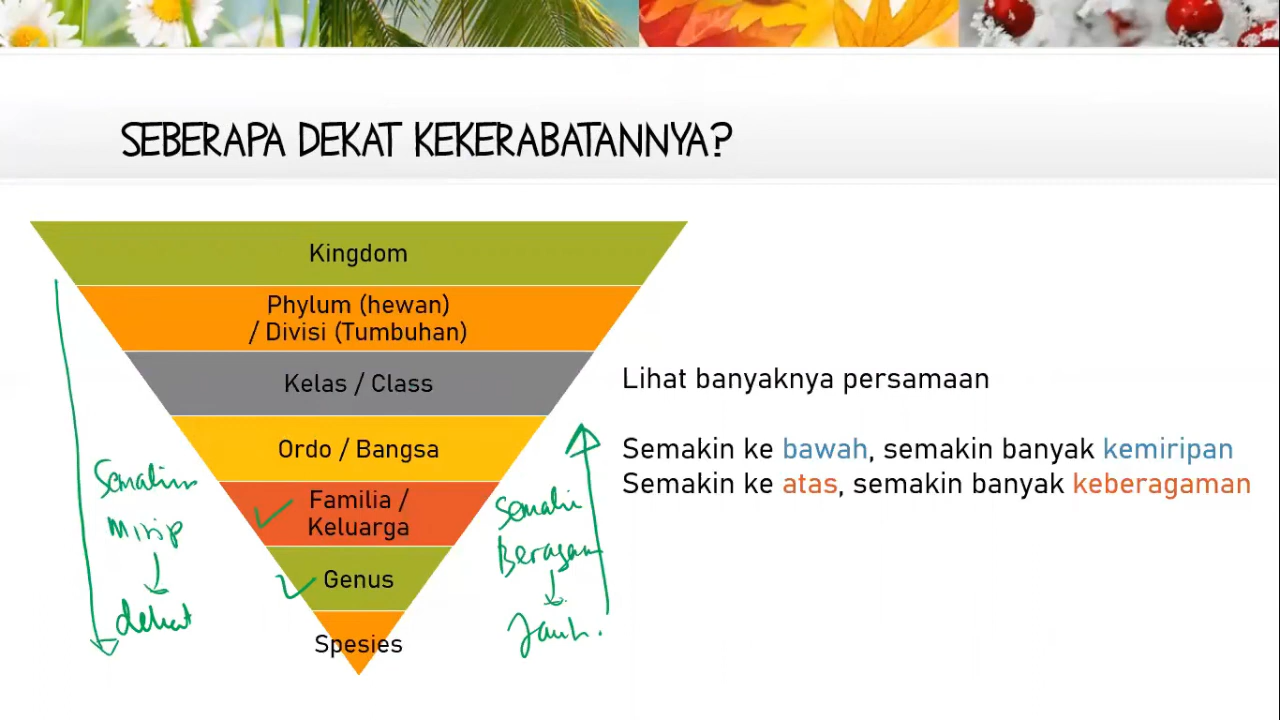 SEBERAPA DEKAT KEKERABATANNYA?
Kingdom
Phylum (hewan)
/ Divisi (Tumbuhan)
Kelas / Class
Ordo / Bangsa
Familia /
Keluarga
Genus
Spesies
Lihat banyaknya persamaan
Semakin ke bawah, semakin banyak kemiripan
Semakin ke atas, semakin banyak keberagaman
Semakin
Mirip
dekat
Semakin
Beragam
Jauh.